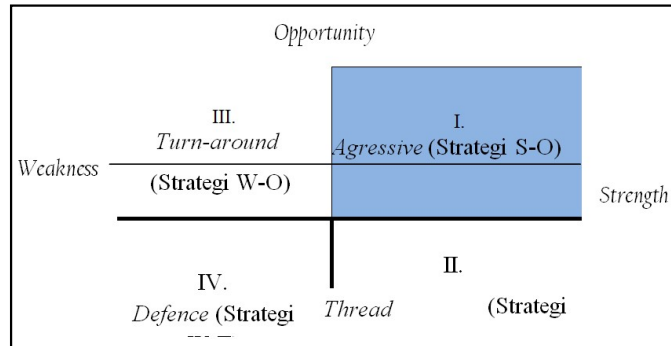 Opportunity
III.
Turn-around
(Strategi W-O)
I.
Agressive (Strategi S-O)
Weakness
Strength
IV.
Defence (Strategi
Thread
II.
(Strategi